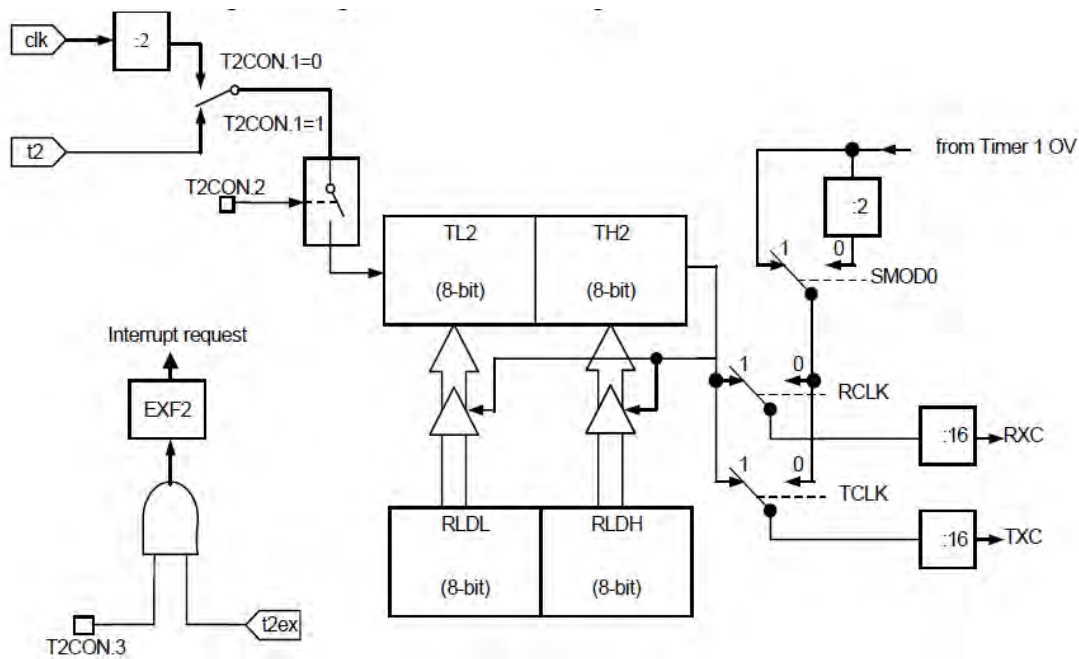 clk
:2
T2CON.1=0
T2CON.1=1
t2
from Timer 1 OV
T2CON.2
:2
TL2
TH2
1
0
SMOD0
(8-bit)
(8-bit)
Interrupt request
1
0
RCLK
EXF2
:16
RXC
1
0
TCLK
RLDL
RLDH
:16
TXC
(8-bit)
(8-bit)
t2ex
T2CON.3